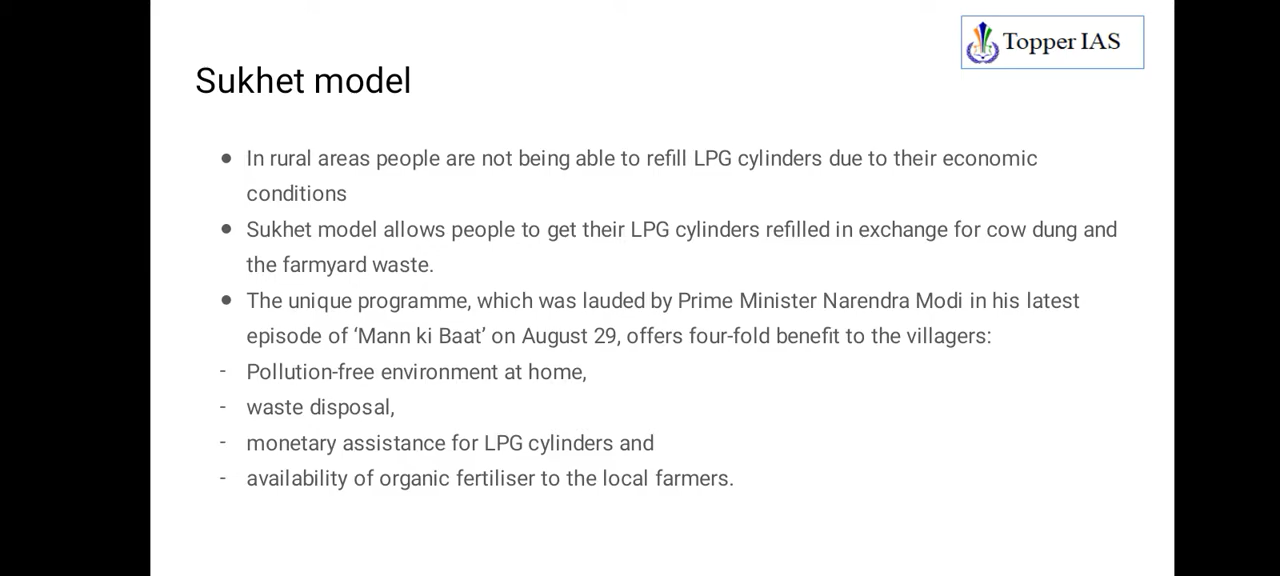 Topper IAS
Sukhet model
● In rural areas people are not being able to refill LPG cylinders due to their economic
conditions
● Sukhet model allows people to get their LPG cylinders refilled in exchange for cow dung and
the farmyard waste.
● The unique programme, which was lauded by Prime Minister Narendra Modi in his latest
episode of ‘Mann ki Baat’ on August 29, offers four-fold benefit to the villagers:
- Pollution-free environment at home,
- waste disposal,
- monetary assistance for LPG cylinders and
- availability of organic fertiliser to the local farmers.